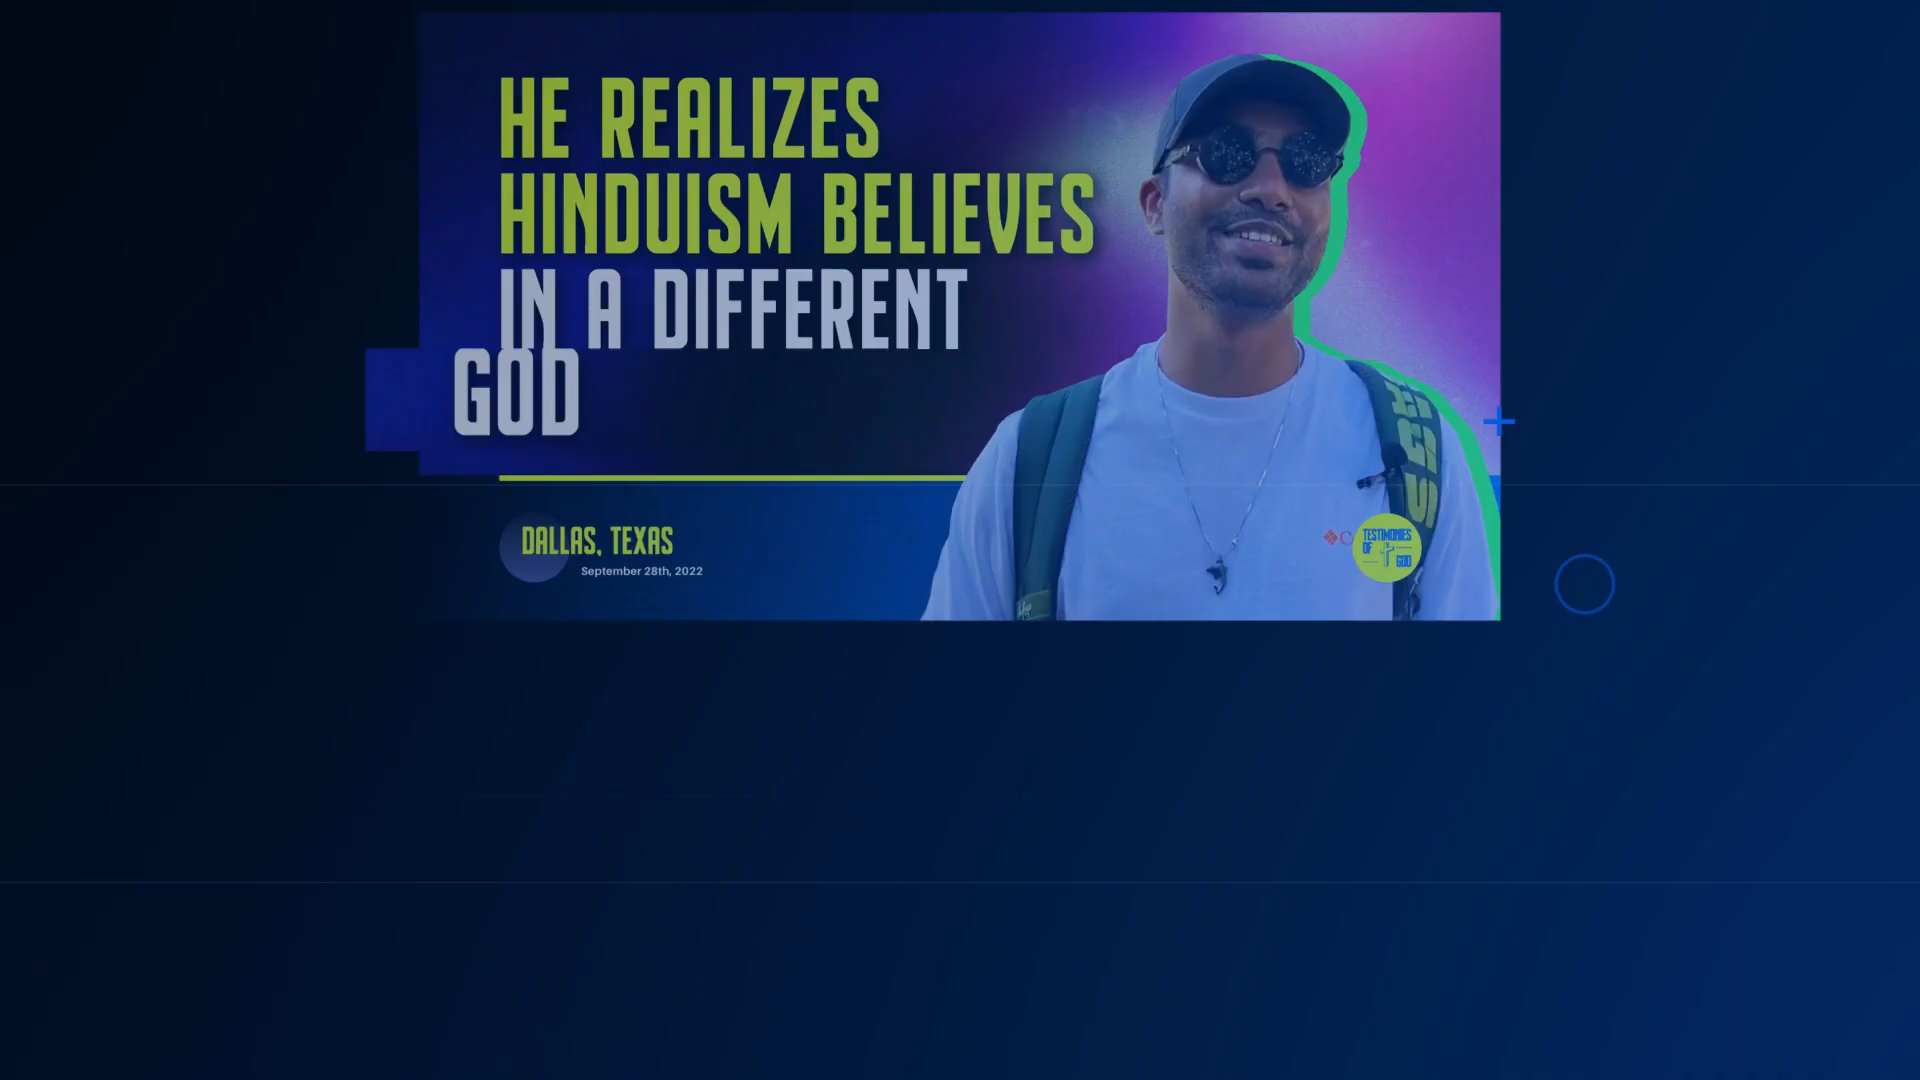 HE REALIZES
HINDUISM BELIEVES
IN A DIFFERENT
GOD
DALLAS, TEXAS
September 28th, 2022
TESTIMONIES
OF GOD